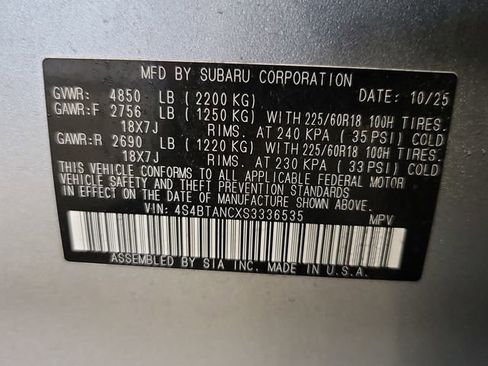 MFD BY SUBARU CORPORATION
GVWR: 4850 LB (2200 KG) DATE: 10/25
GAWR:F 2756 LB (1250 KG) WITH 225/60R18 100H TIRES.
18X7J RIMS. AT 240 KPA (35 PSI) COLD
GAWR:R 2690 LB (1220 KG) WITH 225/60R18 100H TIRES.
18X7J RIMS. AT 230 KPA (33 PSI) COLD
THIS VEHICLE CONFORMS TO ALL APPLICABLE FEDERAL MOTOR
VEHICLE SAFETY AND THEFT PREVENTION STANDARDS
IN EFFECT ON THE DATE OF MANUFACTURE SHOWN ABOVE.
VIN: 4S4BTANCXS3336535 MPV
ASSEMBLED BY SIA INC. MADE IN U.S.A.